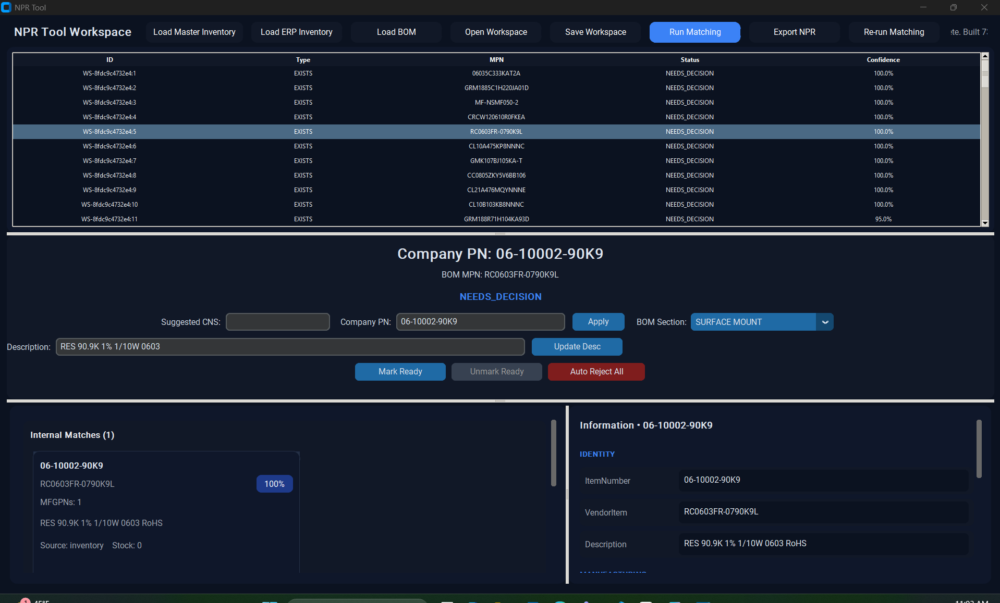 NPR Tool
NPR Tool Workspace Load Master Inventory Load ERP Inventory Load BOM Open Workspace Save Workspace Run Matching Export NPR Re-run Matching Built
ID Type MPN Status Confidence
WS-8fdc9c4732e4:1 EXISTS 06035C333KAT2A NEEDS_DECISION 100.0%
WS-8fdc9c4732e4:2 EXISTS GRM1885C1H220JA01D NEEDS_DECISION 100.0%
WS-8fdc9c4732e4:3 EXISTS MF-NSMF050-2 NEEDS_DECISION 100.0%
WS-8fdc9c4732e4:4 EXISTS CRCW120610R0FKEA NEEDS_DECISION 100.0%
WS-8fdc9c4732e4:5 EXISTS RC0603FR-0790K9L NEEDS_DECISION 100.0%
WS-8fdc9c4732e4:6 EXISTS CL10A475KP8NNNC NEEDS_DECISION 100.0%
WS-8fdc9c4732e4:7 EXISTS GMK107BJ105KA-T NEEDS_DECISION 100.0%
WS-8fdc9c4732e4:8 EXISTS CC0805ZKY5V6BB106 NEEDS_DECISION 100.0%
WS-8fdc9c4732e4:9 EXISTS CL21A476MQYNNNE NEEDS_DECISION 100.0%
WS-8fdc9c4732e4:10 EXISTS CL10B103KB8NNNC NEEDS_DECISION 100.0%
WS-8fdc9c4732e4:11 EXISTS GRM188R71H104KA93D NEEDS_DECISION 95.0%
Company PN: 06-10002-90K9
BOM MPN: RC0603FR-0790K9L
NEEDS_DECISION
Suggested CNS: Company PN: 06-10002-90K9 Apply BOM Section: SURFACE MOUNT
Description: RES 90.9K 1% 1/10W 0603 Update Desc
Mark Ready Unmark Ready Auto Reject All
Internal Matches (1)
06-10002-90K9
RC0603FR-0790K9L 100%
MFGPNs: 1
RES 90.9K 1% 1/10W 0603 RoHS
Source: inventory Stock: 0
Information • 06-10002-90K9
IDENTITY
ItemNumber 06-10002-90K9
VendorItem RC0603FR-0790K9L
Description RES 90.9K 1% 1/10W 0603 RoHS